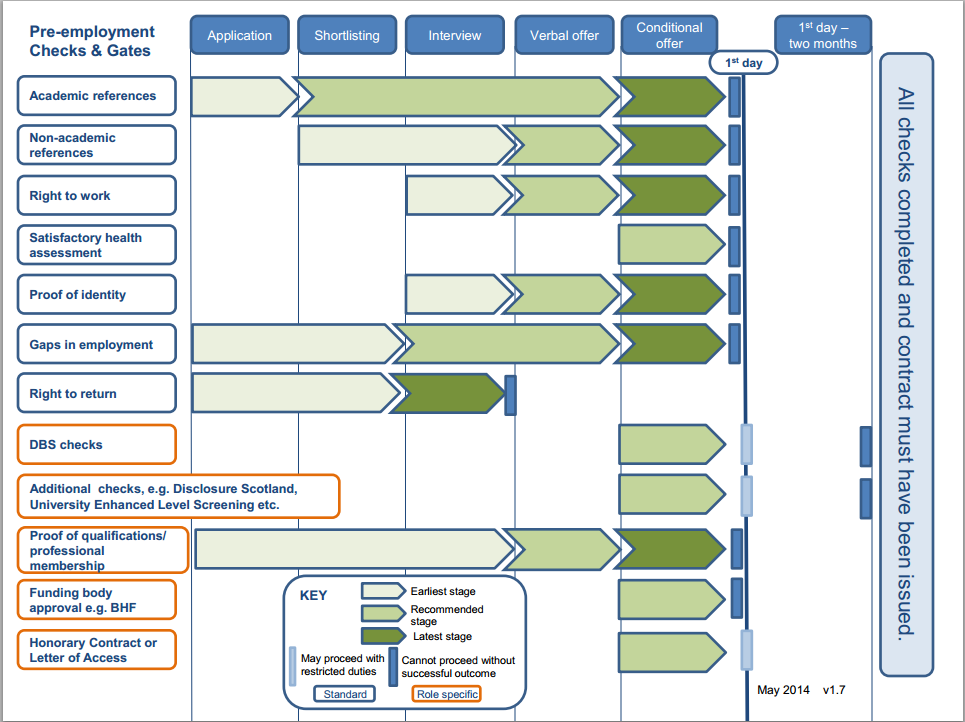 Pre-employment
Checks & Gates
Application
Shortlisting
Interview
Verbal offer
Conditional
offer
1st day –
two months
1st day
Academic references
Non-academic
references
Right to work
Satisfactory health
assessment
Proof of identity
Gaps in employment
Right to return
DBS checks
Additional checks, e.g. Disclosure Scotland,
University Enhanced Level Screening etc.
Proof of qualifications/
professional
membership
Funding body
approval e.g. BHF
Honorary Contract or
Letter of Access
All checks completed and contract must have been issued.
KEY
Earliest stage
Recommended
stage
Latest stage
May proceed with
restricted duties
Cannot proceed without
successful outcome
Standard
Role specific
May 2014 v1.7